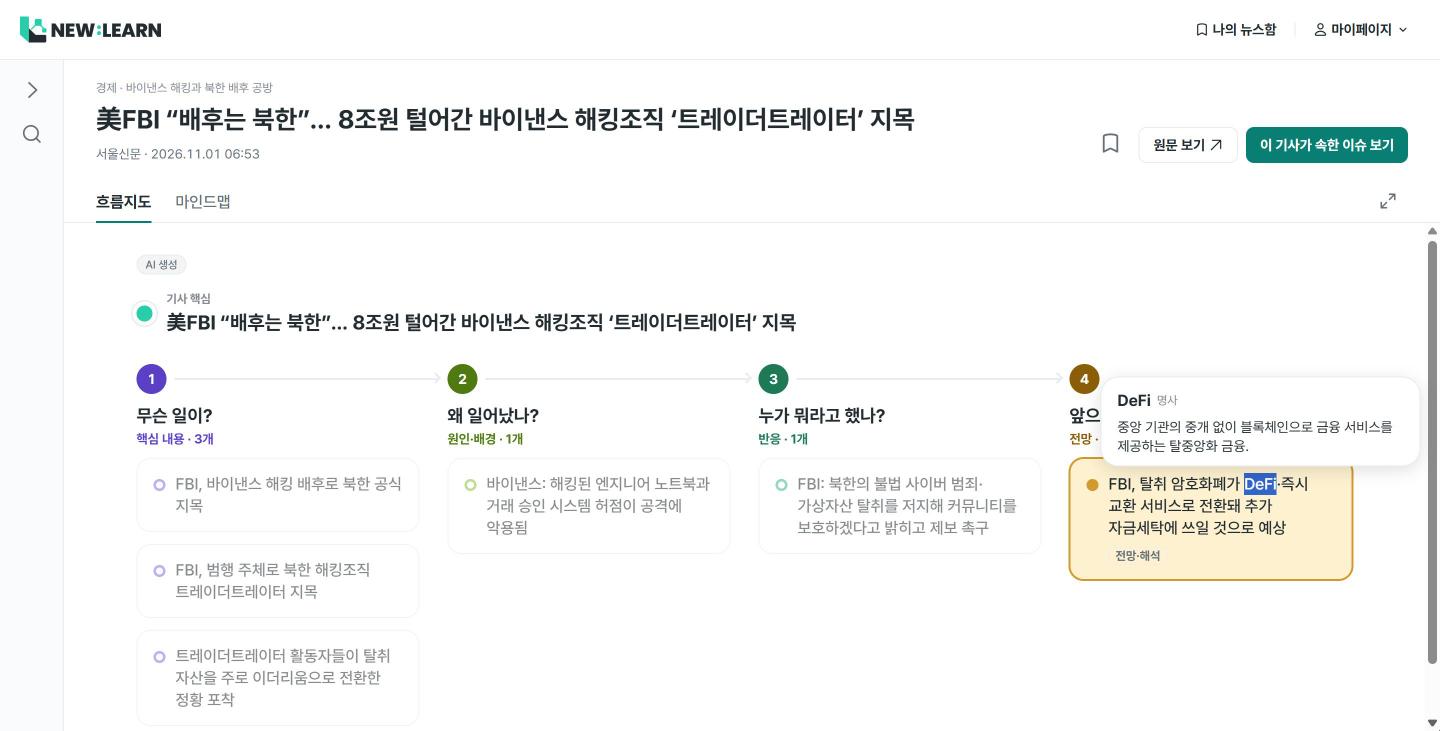 NEW:LEARN
나의 뉴스함
마이페이지
경제 · 바이낸스 해킹과 북한 배후 공방
美FBI “배후는 북한”… 8조원 털어간 바이낸스 해킹조직 ‘트레이더트레이터’ 지목
서울신문 · 2026.11.01 06:53
원문 보기
이 기사가 속한 이슈 보기
흐름지도
마인드맵
AI 생성
기사 핵심
美FBI “배후는 북한”… 8조원 털어간 바이낸스 해킹조직 ‘트레이더트레이터’ 지목
1
무슨 일이?
핵심 내용 · 3개
FBI, 바이낸스 해킹 배후로 북한 공식
지목
FBI, 범행 주체로 북한 해킹조직
트레이더트레이터 지목
트레이더트레이터 활동자들이 탈취
자산을 주로 이더리움으로 전환한
정황 포착
2
왜 일어났나?
원인·배경 · 1개
바이낸스: 해킹된 엔지니어 노트북과
거래 승인 시스템 허점이 공격에
악용됨
3
누가 뭐라고 했나?
반응 · 1개
FBI: 북한의 불법 사이버 범죄·
가상자산 탈취를 저지해 커뮤니티를
보호하겠다고 밝히고 제보 촉구
4
앞으
전망 ·
DeFi 명사
중앙 기관의 중개 없이 블록체인으로 금융 서비스를
제공하는 탈중앙화 금융.
FBI, 탈취 암호화폐가 DeFi·즉시
교환 서비스로 전환돼 추가
자금세탁에 쓰일 것으로 예상
전망·해석